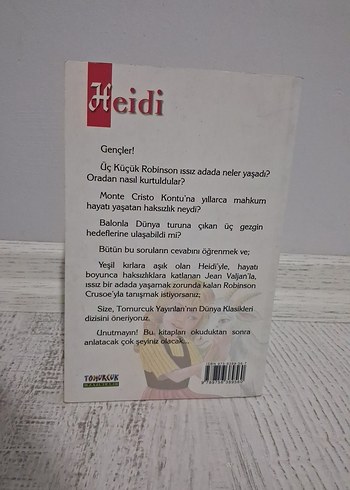 Heidi
Gençler!
Üç Küçük Robinson ıssız adada neler yaşadı?
Oradan nasıl kurtuldular?
Monte Cristo Kontu'na yıllarca mahkum
hayatı yaşatan haksızlık neydi?
Balonla Dünya turuna çıkan üç gezgin
hedeflerine ulaşabildi mi?
Bütün bu soruların cevabını öğrenmek ve;
Yeşil kırlara aşık olan Heidi'yle, hayatı
boyunca haksızlıklara katlanan Jean Valjan'la,
ıssız bir adada yaşamak zorunda kalan Robinson
Crusoe'yla tanışmak istiyorsanız;
Size, Tomurcuk Yayınları'nın Dünya Klasikleri
dizisini öneriyoruz.
Unutmayın! Bu kitapları okuduktan sonra
anlatacak çok şeyiniz olacak...
TOMURCUK